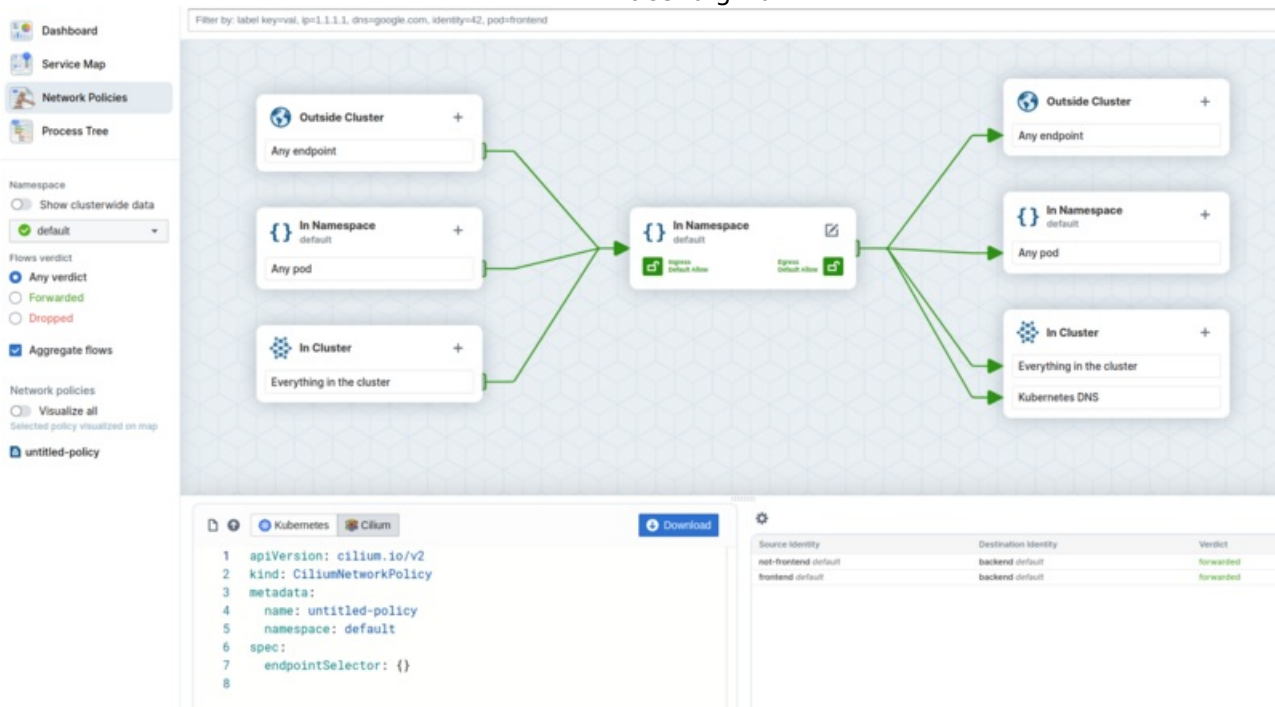 Filter by: label key=val, ip=1.1.1.1, dns=google.com, identity=42, pod=frontend
Dashboard
Service Map
Network Policies
Process Tree
Namespace
Show clusterwide data
default
Flows verdict
Any verdict
Forwarded
Dropped
Aggregate flows
Network policies
Visualize all
Selected policy visualized on map
untitled-policy
Outside Cluster
Any endpoint
In Namespace
default
Any pod
In Cluster
Everything in the cluster
In Namespace
default
Ingress
Default Allow
Egress
Default Allow
Outside Cluster
Any endpoint
In Namespace
default
Any pod
In Cluster
Everything in the cluster
Kubernetes DNS
Kubernetes Cilium Download
1 apiVersion: cilium.io/v2
2 kind: CiliumNetworkPolicy
3 metadata:
4 name: untitled-policy
5 namespace: default
6 spec:
7 endpointSelector: {}
8
Source Identity Destination Identity Verdict
not-frontend default backend default forwarded
frontend default backend default forwarded